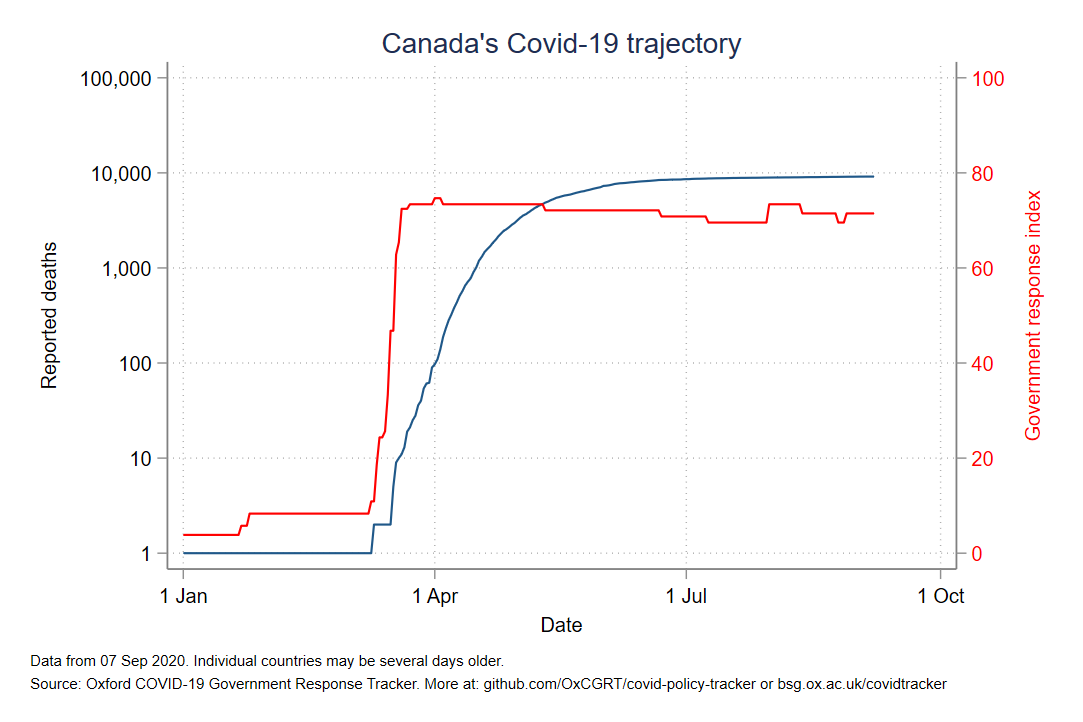 Canada's Covid-19 trajectory
100,000
10,000
1,000
100
10
1
Reported deaths
100
80
60
40
20
0
Government response index
1 Jan
1 Apr
1 Jul
1 Oct
Date
Data from 07 Sep 2020. Individual countries may be several days older.
Source: Oxford COVID-19 Government Response Tracker. More at: github.com/OxCGRT/covid-policy-tracker or bsg.ox.ac.uk/covidtracker